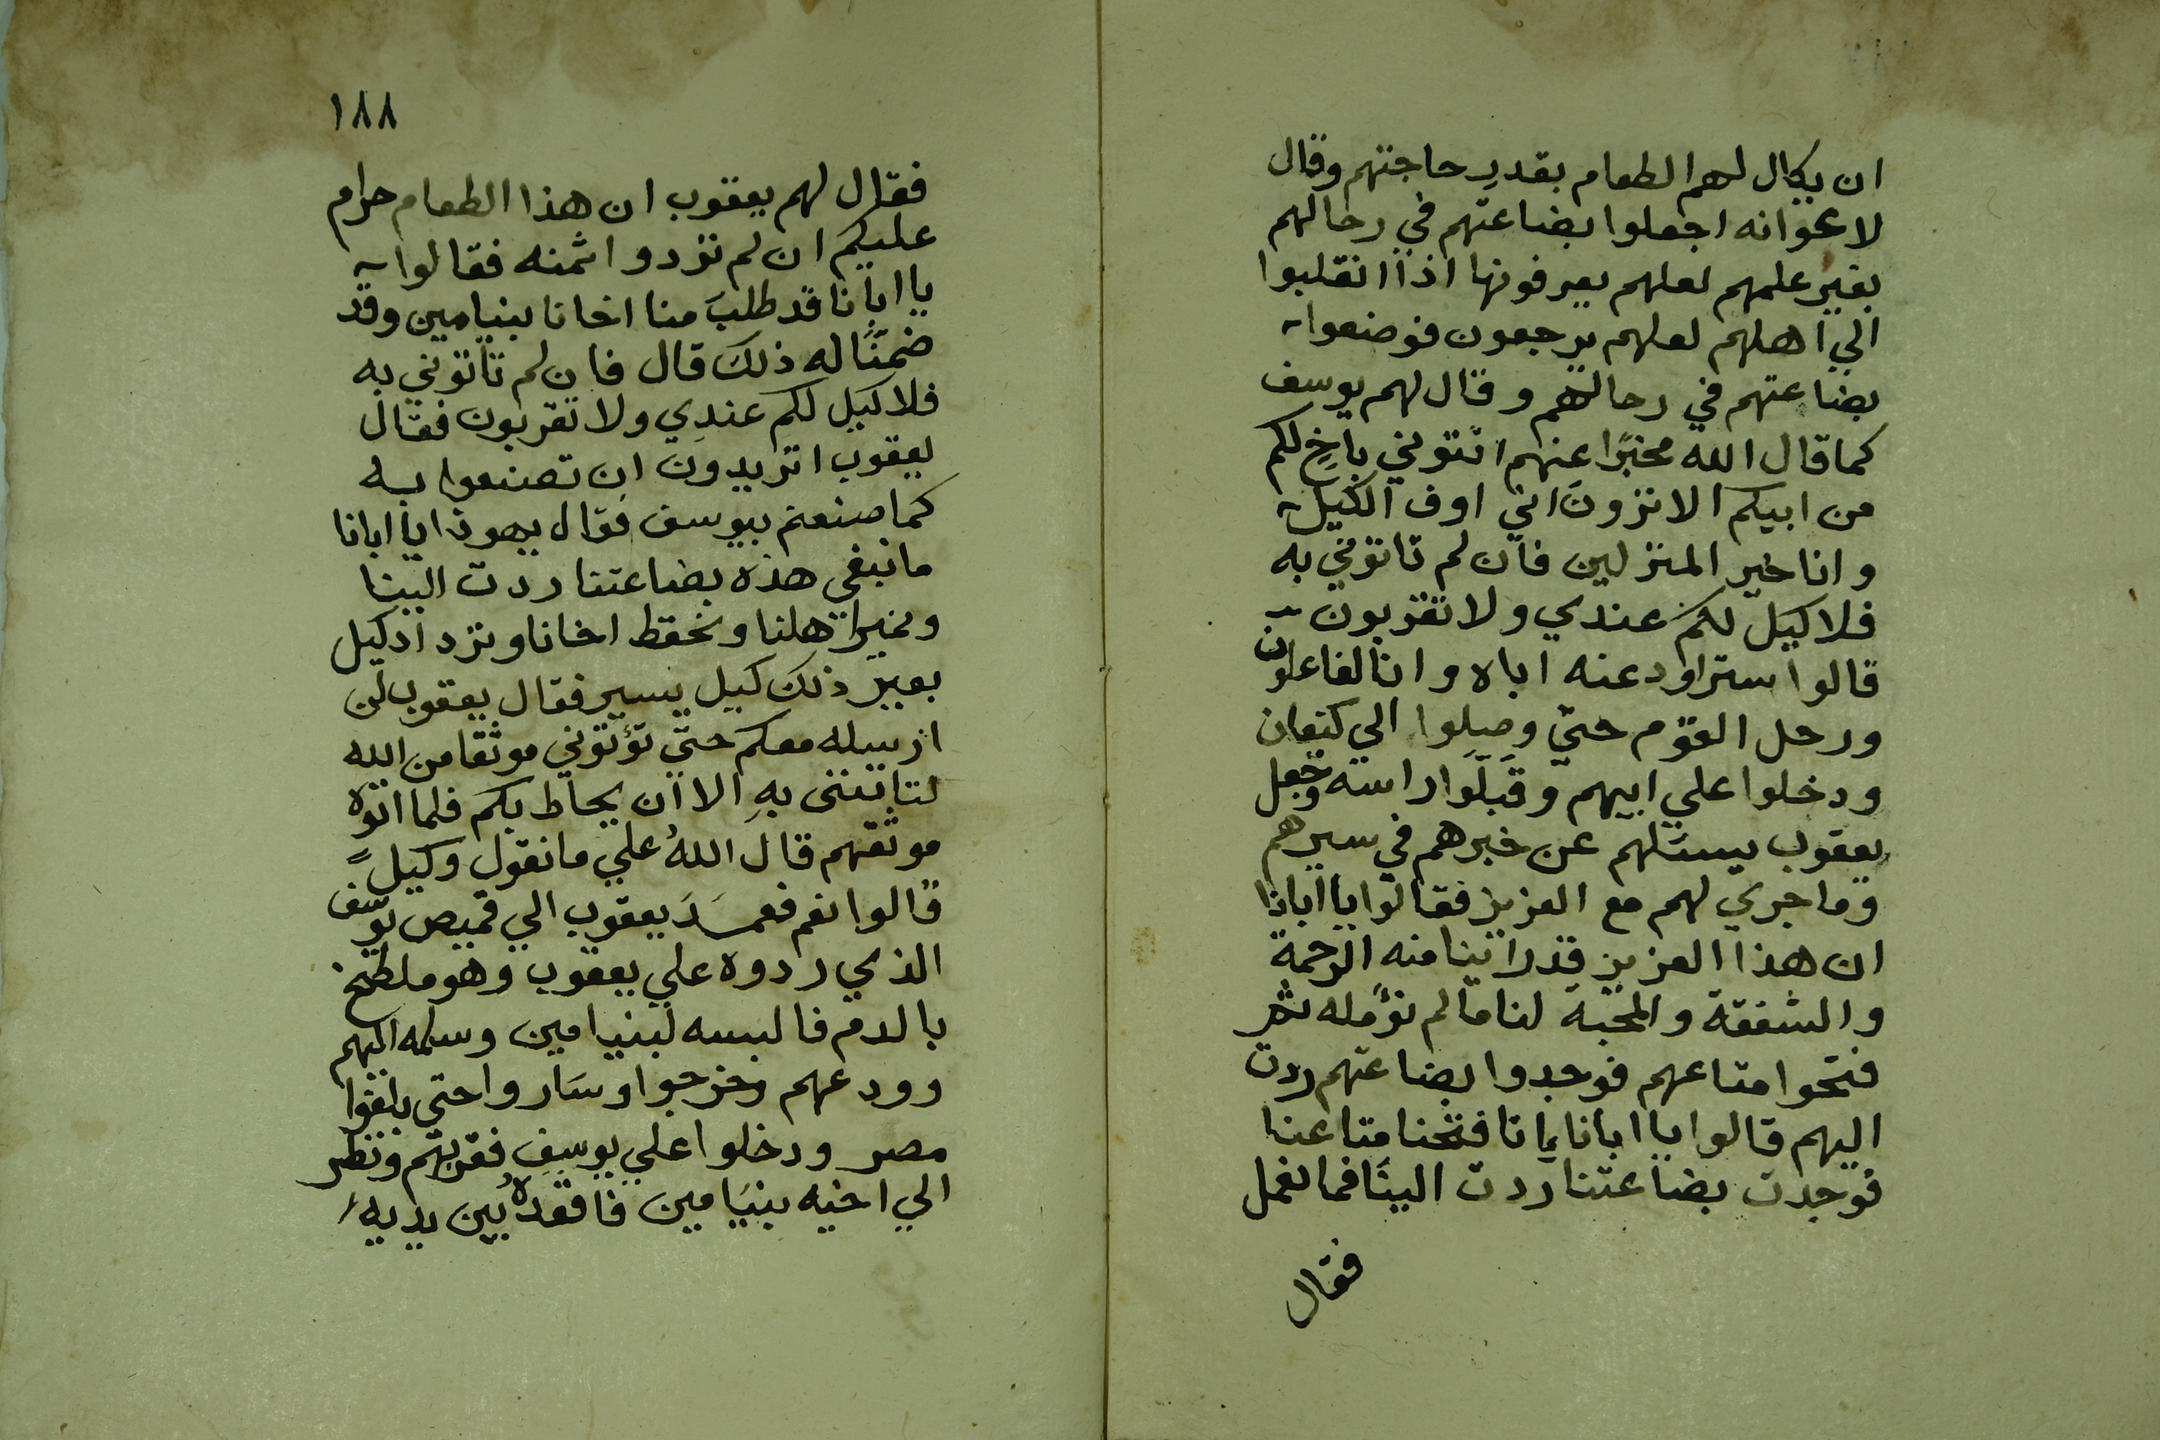 ان يكال لهم الطعام بقدرِ حاجتهم وقال
لاعوانه اجعلوا بضاعتهم في رحالهم
بغير علمهم لعلهم يعرفونها اذا انقلبوا
الي اهلهم لعلهم يرجعون فوضعوا
بضاعتهم في رحالهم وقال لهم يوسف
كما قال الله مخبرًا عنهم ائتوني باخٍ لكم
من ابيكم الا ترون اني اوف الكيل
وانا خير المنزلين فان لم تاتوني به
فلا كيل لكم عندي ولا تقربون
قالوا سنراود عنه اباه وانا لفاعلون
ورحل القوم حتي وصلوا الي كنعان
ودخلوا علي ابيهم وقبَّلوا راسه وجعل
يعقوب يسئلهم عن خبرهم في سيرهم
وما جري لهم مع العزيز فقالوا يا ابانا
ان هذا العزيز قد راينا منه الرحمة
والشفقة والمحبة لنا ما لم نؤمله ثم
فتحوا متاعهم فوجدوا بضاعتهم ردت
اليهم قالوا يا ابانا اننا فتحنا متاعنا
فوجدت بضاعتنا ردت الينا فما نعمل
فقال
١٨٨
فقال لهم يعقوب ان هذا الطعام حرام
عليكم ان لم تردوا ثمنه فقالوا
يا ابانا قد طلبَ منا اخانا بنيامين وقد
ضمنّا له ذلك قال فان لم تاتوني به
فلا كيل لكم عندي ولا تقربون فقال
يعقوب اتريدون ان تصنعوا به
كما صنعتم بيوسف فقال يهوذا يا ابانا
ما نبغي هذه بضاعتنا ردت الينا
ونمير اهلنا ونحفظ اخانا ونزداد كيل
بعير ذلك كيل يسير فقال يعقوب لن
ارسله معكم حتي تؤتوني موثقا من الله
لتاتنني بهِ الا ان يحاط بكم فلما اتوه
موثقهم قال اللهُ علي ما نقول وكيلٌ
قالوا نعم فعمَدَ يعقوب الي قميص يوسف
الذي ردوه علي يعقوب وهو ملطخ
بالدم فالبسه لبنيامين وسلمه اليهم
وودعهم وخرجوا وسَاروا حتي بلغوا
مصر ودخلوا علي يوسف فقربهم ونظر
الي اخيه بنيَامين فاقعدهُ بين يديه